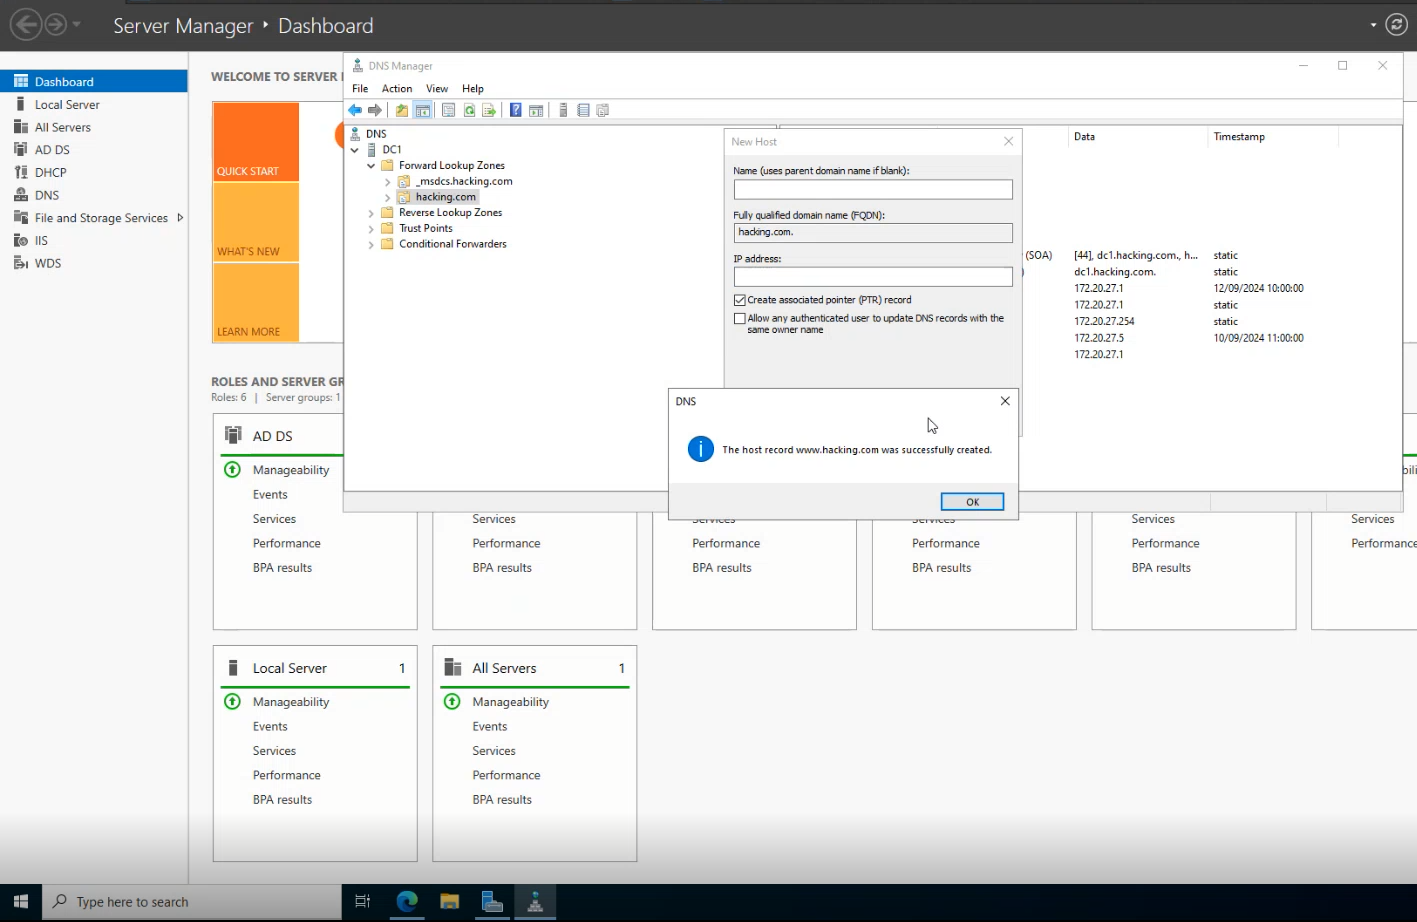 Server Manager ‣ Dashboard
Dashboard
Local Server
All Servers
AD DS
DHCP
DNS
File and Storage Services
IIS
WDS
WELCOME TO SERVER
QUICK START
WHAT'S NEW
LEARN MORE
ROLES AND SERVER GR
Roles: 6 | Server groups: 1
DNS Manager
File Action View Help
DNS
DC1
Forward Lookup Zones
_msdcs.hacking.com
hacking.com
Reverse Lookup Zones
Trust Points
Conditional Forwarders
Data Timestamp
(SOA) [44], dc1.hacking.com., h... static
) dc1.hacking.com. static
172.20.27.1 12/09/2024 10:00:00
172.20.27.1 static
172.20.27.254 static
172.20.27.5 10/09/2024 11:00:00
172.20.27.1
New Host
Name (uses parent domain name if blank):
Fully qualified domain name (FQDN):
hacking.com.
IP address:
Create associated pointer (PTR) record
Allow any authenticated user to update DNS records with the
same owner name
DNS
The host record www.hacking.com was successfully created.
OK
AD DS
Manageability
Events
Services
Performance
BPA results
Services
Performance
BPA results
Services
Performance
BPA results
Services
Performance
BPA results
Services
Performance
BPA results
Services
Performance
Local Server 1
Manageability
Events
Services
Performance
BPA results
All Servers 1
Manageability
Events
Services
Performance
BPA results
Type here to search